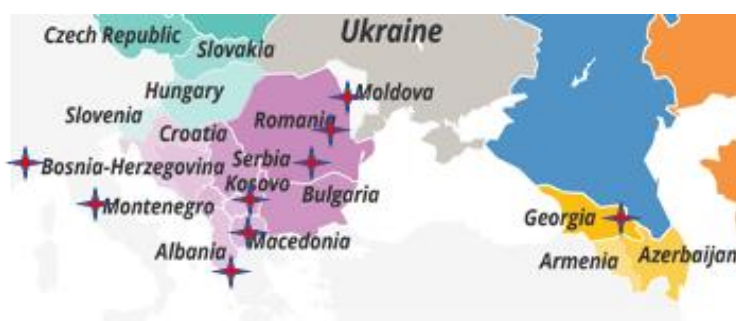 Ukraine
Czech Republic
Slovakia
Hungary
Moldova
Slovenia
Croatia
Romania
Bosnia-Herzegovina
Serbia
Kosovo
Bulgaria
Montenegro
Georgia
Macedonia
Albania
Armenia
Azerbaijan